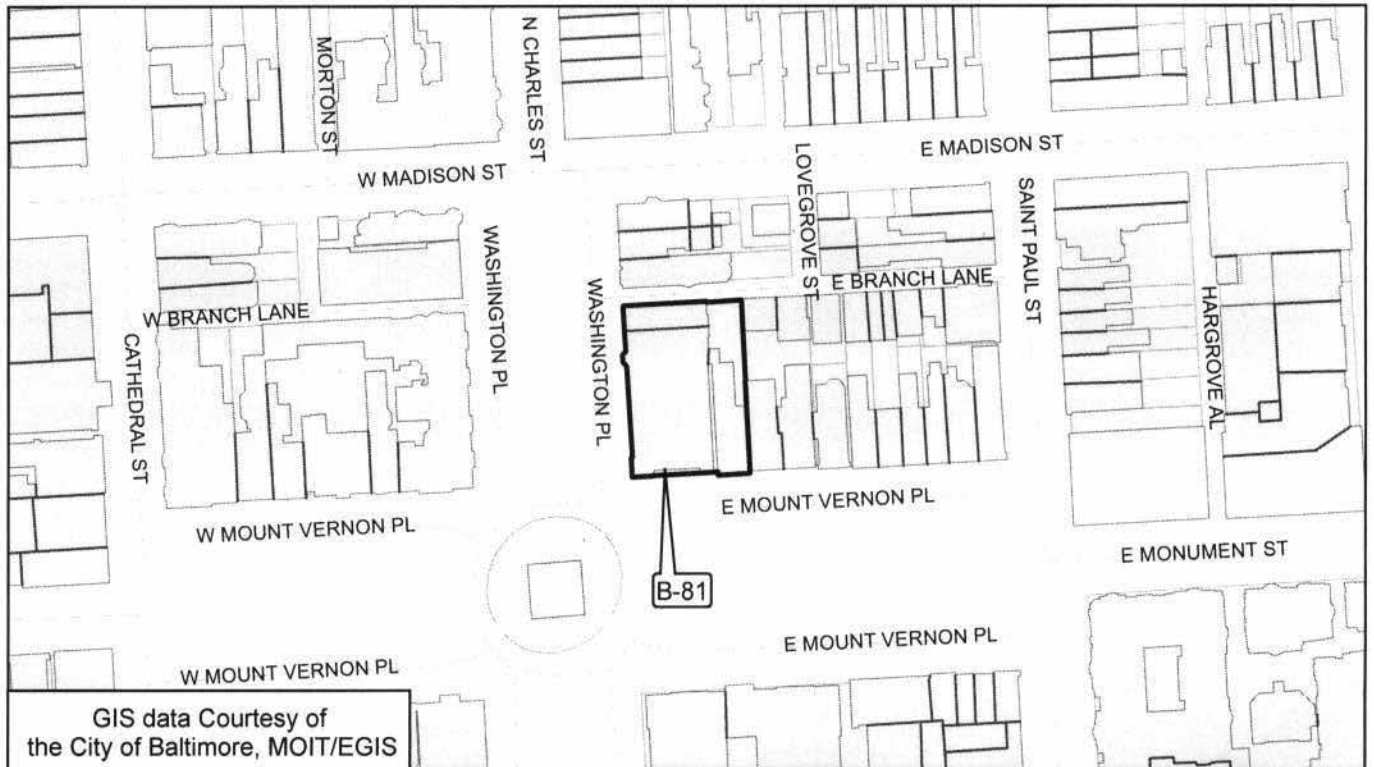 MORTON ST
N CHARLES ST
W MADISON ST
E MADISON ST
LOVEGROVE ST
SAINT PAUL ST
WASHINGTON PL
WASHINGTON PL
W BRANCH LANE
E BRANCH LANE
HARGROVE AL
CATHEDRAL ST
W MOUNT VERNON PL
E MOUNT VERNON PL
E MONUMENT ST
B-81
E MOUNT VERNON PL
W MOUNT VERNON PL
GIS data Courtesy of
the City of Baltimore, MOIT/EGIS